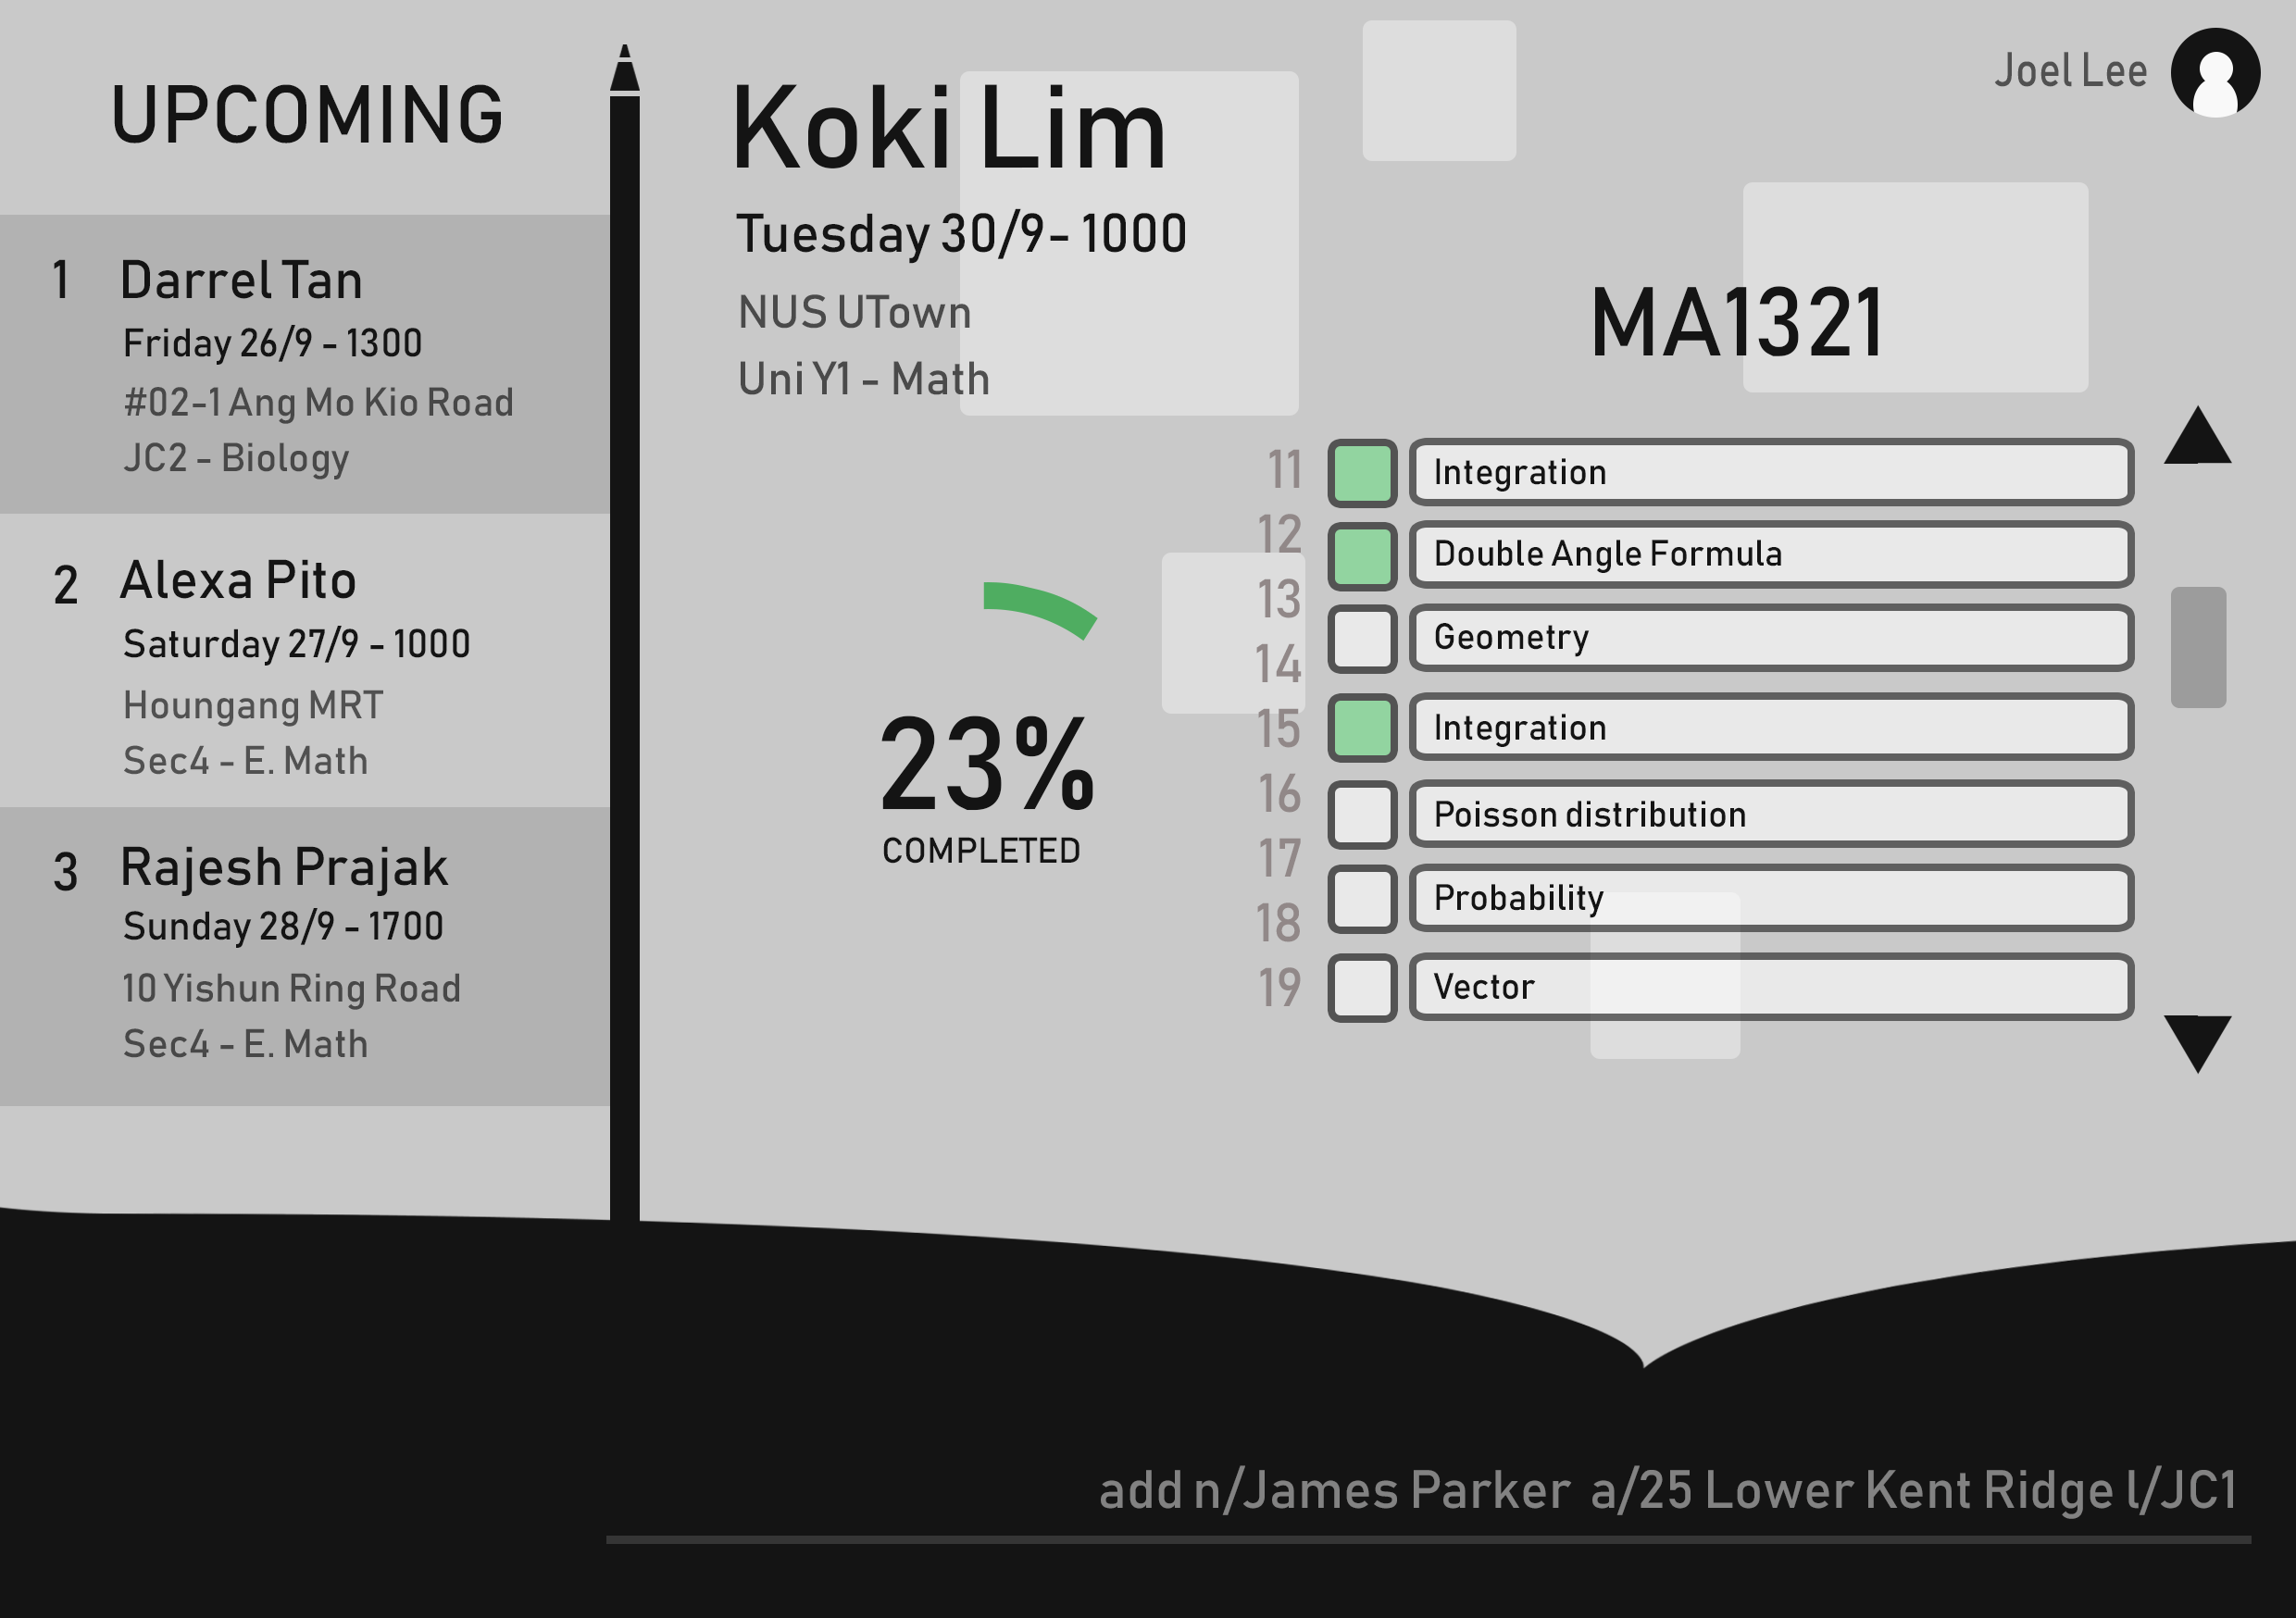 UPCOMING
1 Darrel Tan
Friday 26/9 - 1300
#02-1 Ang Mo Kio Road
JC2 - Biology
2 Alexa Pito
Saturday 27/9 - 1000
Houngang MRT
Sec4 - E. Math
3 Rajesh Prajak
Sunday 28/9 - 1700
10 Yishun Ring Road
Sec4 - E. Math
Koki Lim
Tuesday 30/9- 1000
NUS UTown
Uni Y1 - Math
23%
COMPLETED
Joel Lee
MA1321
11 Integration
12 Double Angle Formula
13 Geometry
14
15 Integration
16 Poisson distribution
17
18 Probability
19 Vector
add n/James Parker a/25 Lower Kent Ridge l/JC1